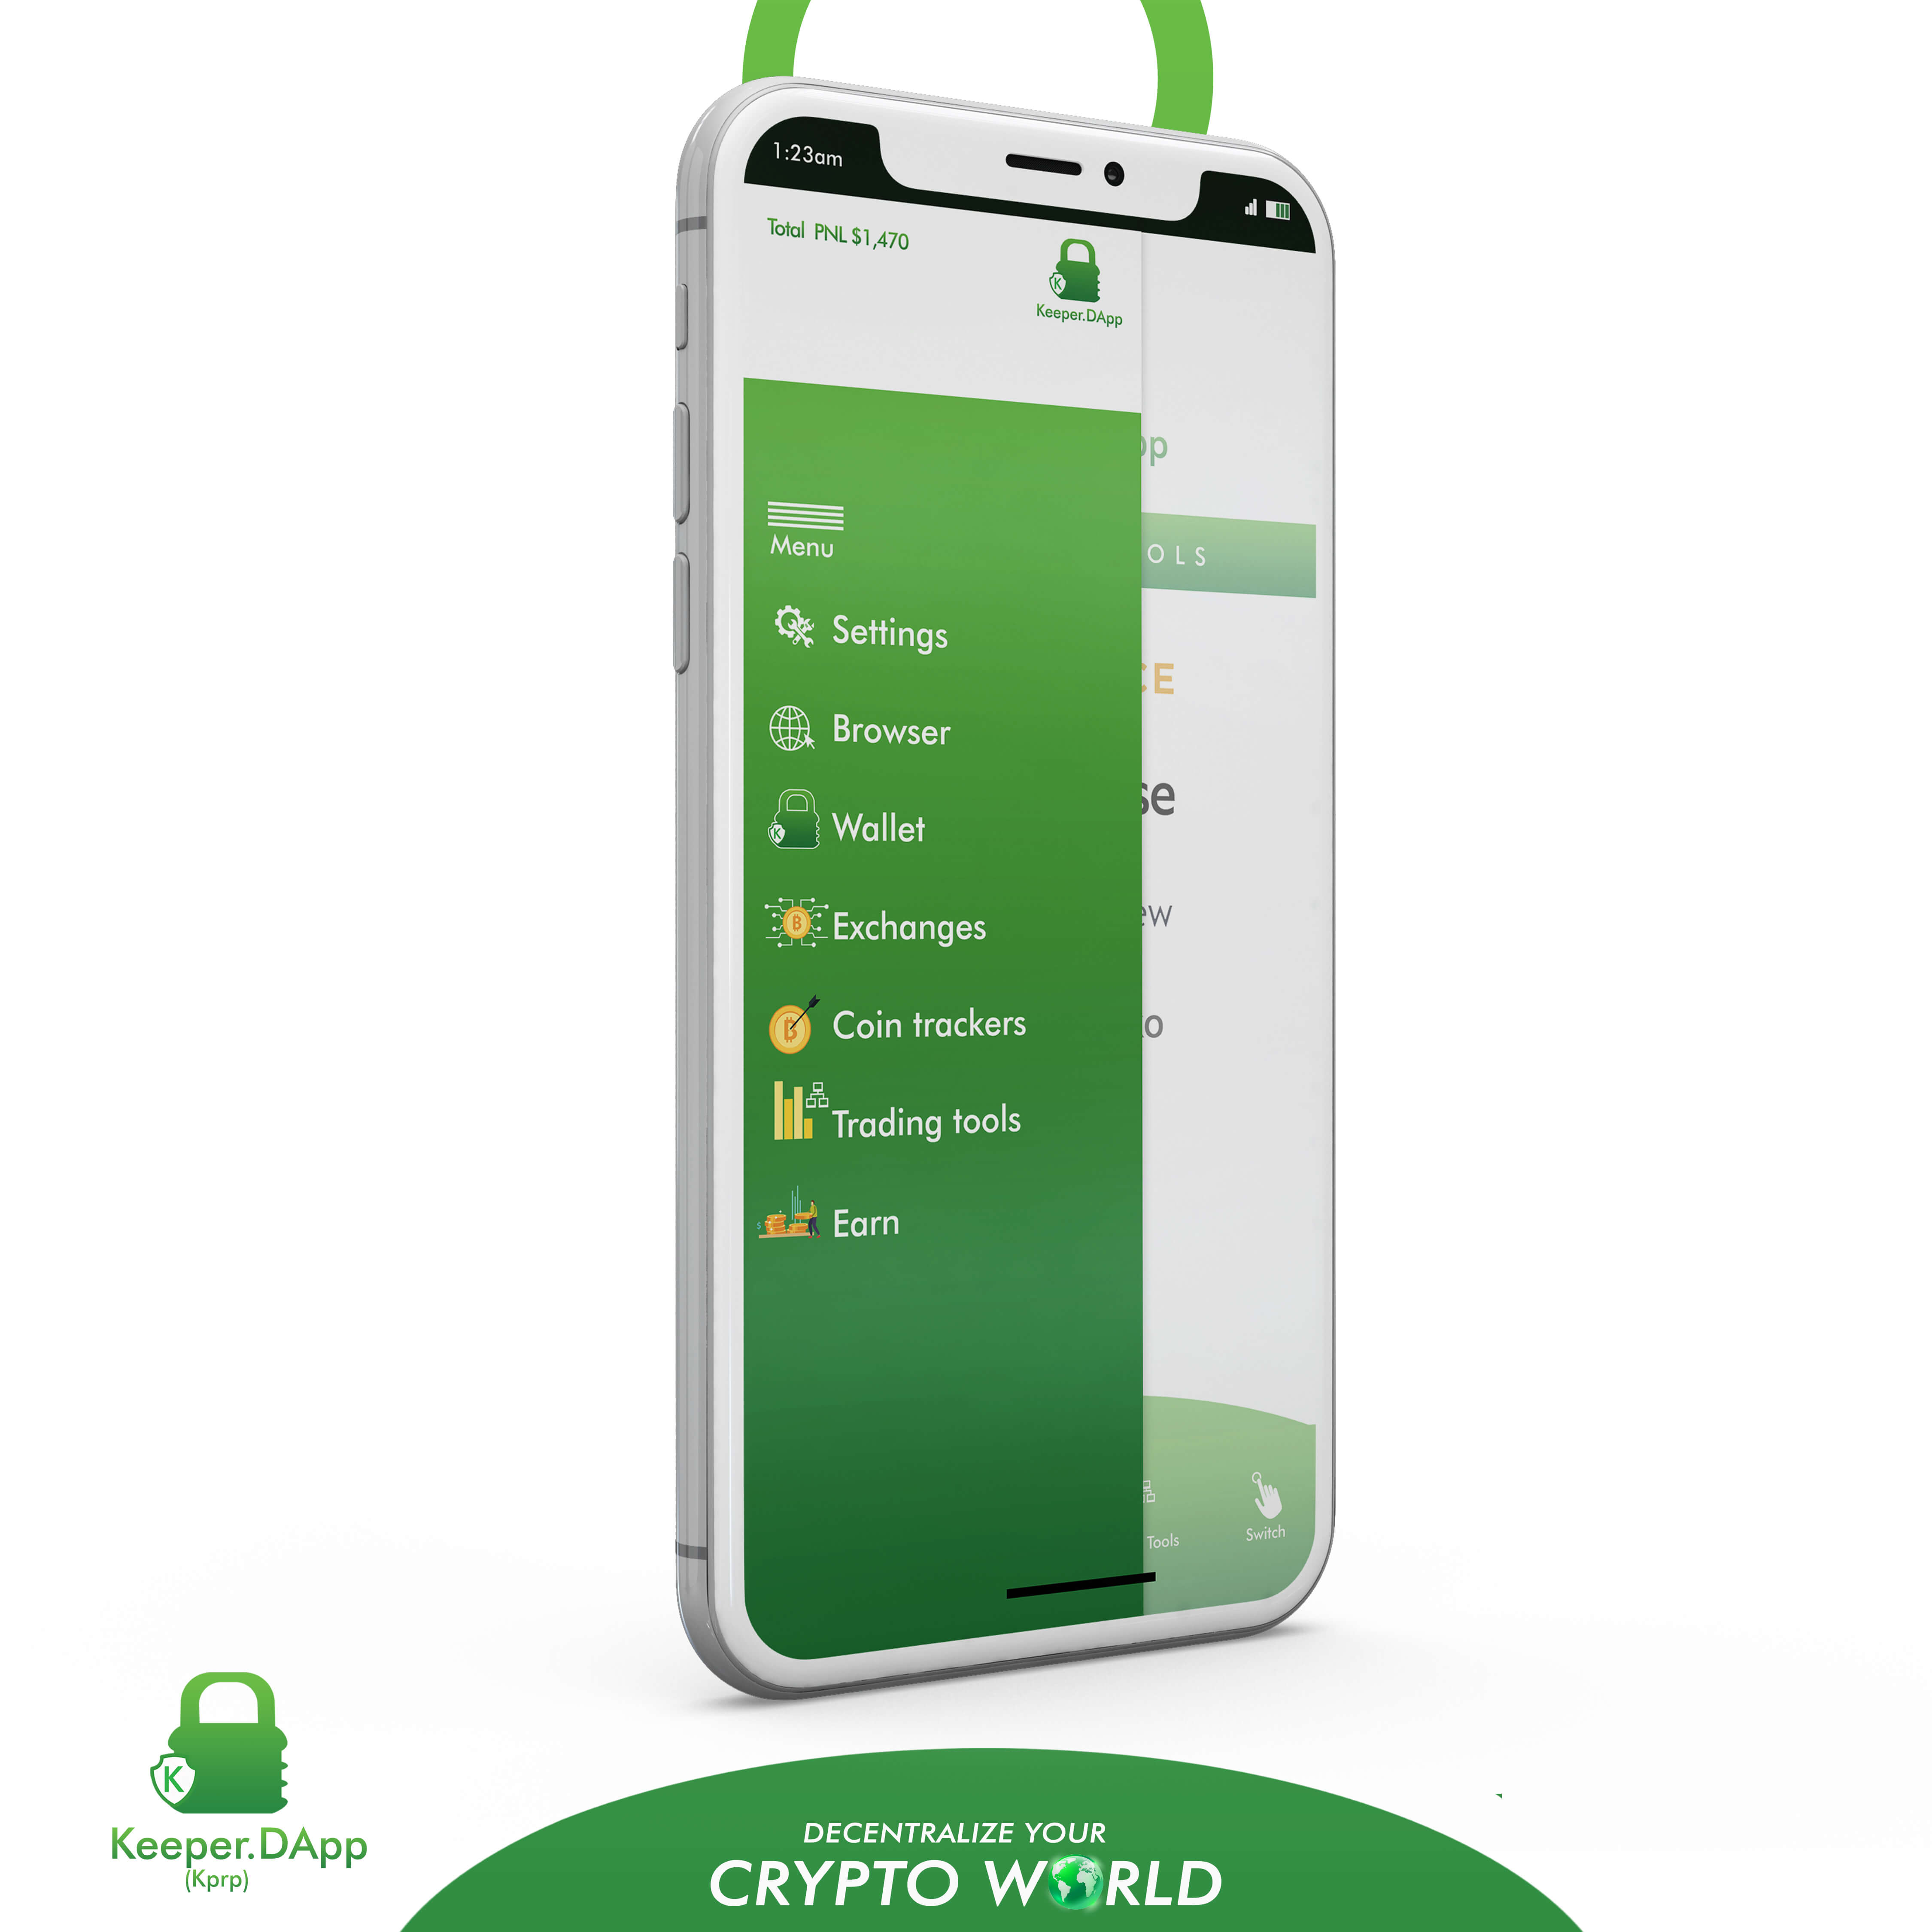 1:23am
Total PNL $1,470
K
Keeper.DApp
Menu
OLS
Settings
Browser
Wallet
K
Exchanges
B
Coin trackers
B
Trading tools
$
Earn
Tools
Switch
K
Keeper.DApp
(Kprp)
DECENTRALIZE YOUR
CRYPTO WORLD